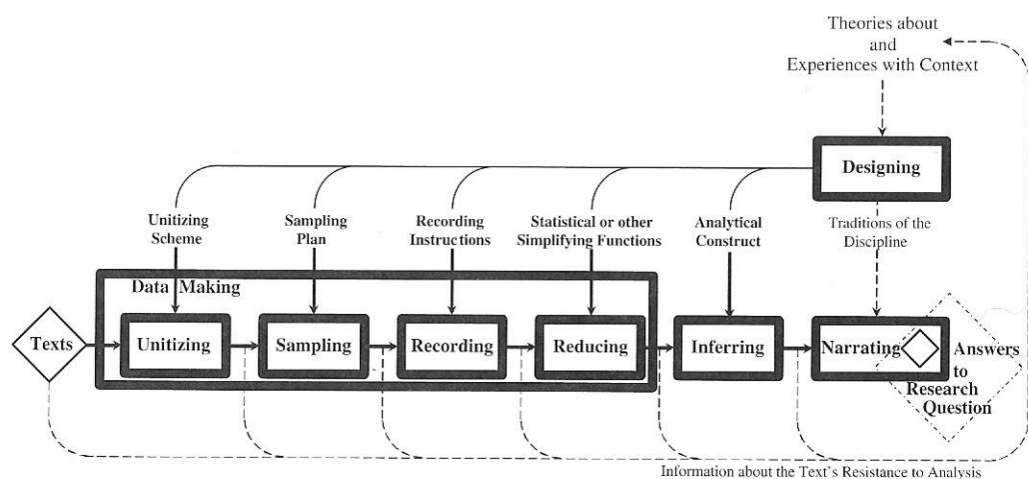 Theories about
and
Experiences with Context
Designing
Unitizing
Scheme
Sampling
Plan
Recording
Instructions
Statistical or other
Simplifying Functions
Analytical
Construct
Traditions of the
Discipline
Data Making
Texts
Unitizing
Sampling
Recording
Reducing
Inferring
Narrating
Answers
to
Research
Question
Information about the Text's Resistance to Analysis